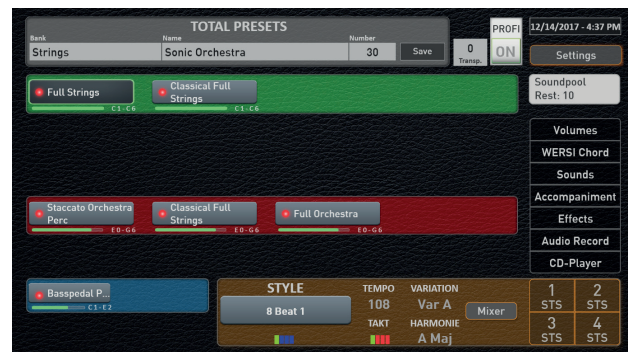 TOTAL PRESETS
Bank
Name
Number
Strings
Sonic Orchestra
30
Save
0
Transp.
PROFI
ON
12/14/2017 - 4:37 PM
Settings
Full Strings
C1-C6
Classical Full
Strings
C1-C6
Soundpool
Rest: 10
Volumes
WERSI Chord
Sounds
Accompaniment
Effects
Audio Record
CD-Player
Staccato Orchestra
Perc
E0-G6
Classical Full
Strings
E0-G6
Full Orchestra
E0-G6
Basspedal P...
C1-E2
STYLE
8 Beat 1
TEMPO
108
TAKT
VARIATION
Var A
HARMONIE
A Maj
Mixer
1
STS
2
STS
3
STS
4
STS